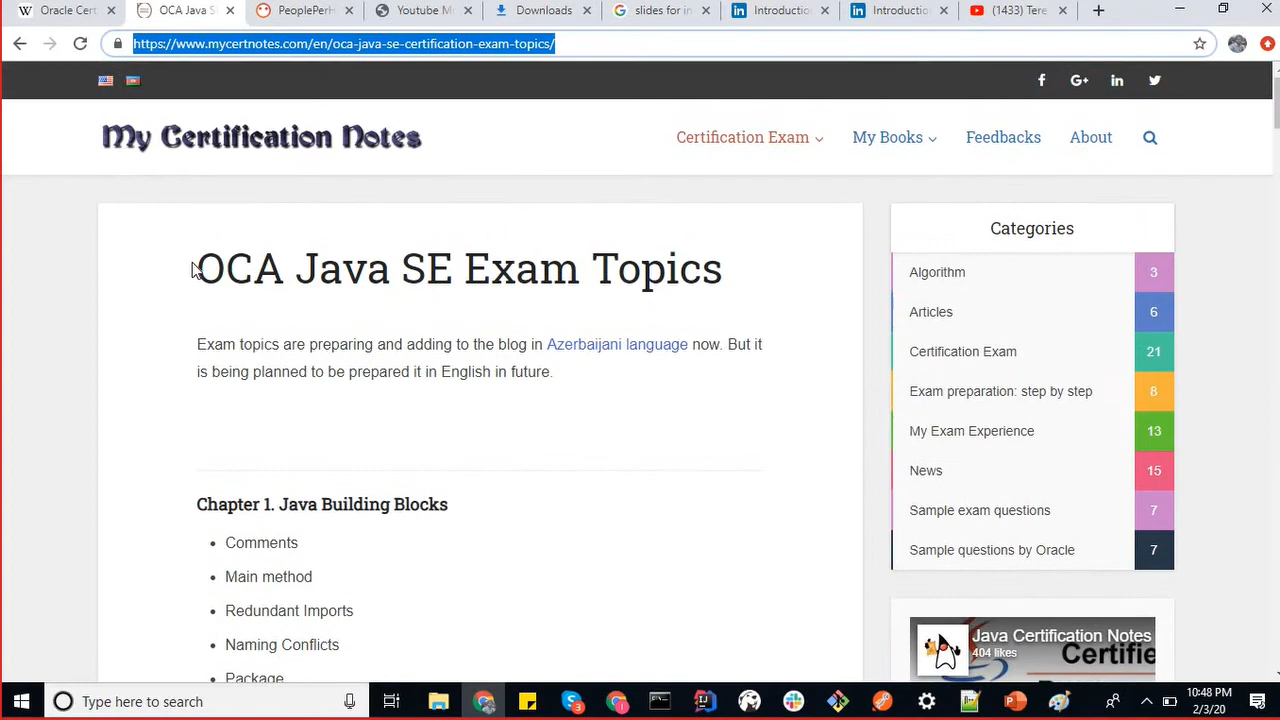 Oracle Cert
OCA Java S
PeoplePerH
Youtube M
Downloads
slides for in
Introduction
Introduction
(1433) Tere
https://www.mycertnotes.com/en/oca-java-se-certification-exam-topics/
My Certification Notes
Certification Exam
My Books
Feedbacks
About
OCA Java SE Exam Topics
Exam topics are preparing and adding to the blog in Azerbaijani language now. But it
is being planned to be prepared it in English in future.
Chapter 1. Java Building Blocks
Comments
Main method
Redundant Imports
Naming Conflicts
Package
Categories
Algorithm 3
Articles 6
Certification Exam 21
Exam preparation: step by step 8
My Exam Experience 13
News 15
Sample exam questions 7
Sample questions by Oracle 7
Java Certification Notes
404 likes
Certifie
Type here to search
10:48 PM
2/3/20